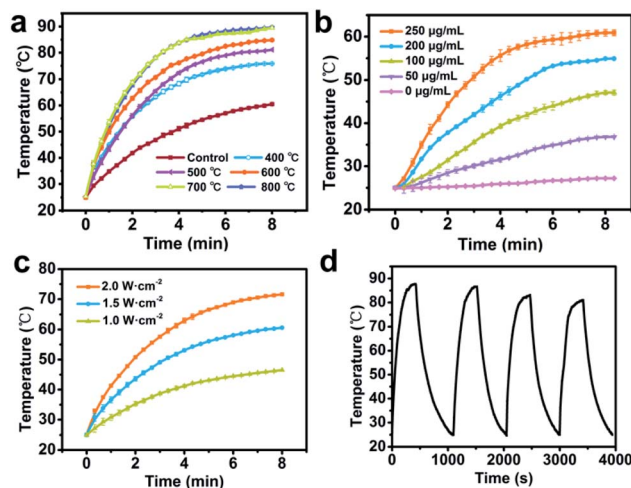 a
Temperature (℃)
90
80
70
60
50
40
30
20
Control 400 ℃
500 ℃ 600 ℃
700 ℃ 800 ℃
0 2 4 6 8
Time (min)
b
Temperature (℃)
60
50
40
30
20
250 μg/mL
200 μg/mL
100 μg/mL
50 μg/mL
0 μg/mL
0 2 4 6 8
Time (min)
c
Temperature (℃)
80
70
60
50
40
30
20
2.0 W·cm⁻²
1.5 W·cm⁻²
1.0 W·cm⁻²
0 2 4 6 8
Time (min)
d
Temperature (℃)
90
80
70
60
50
40
30
20
0 1000 2000 3000 4000
Time (s)